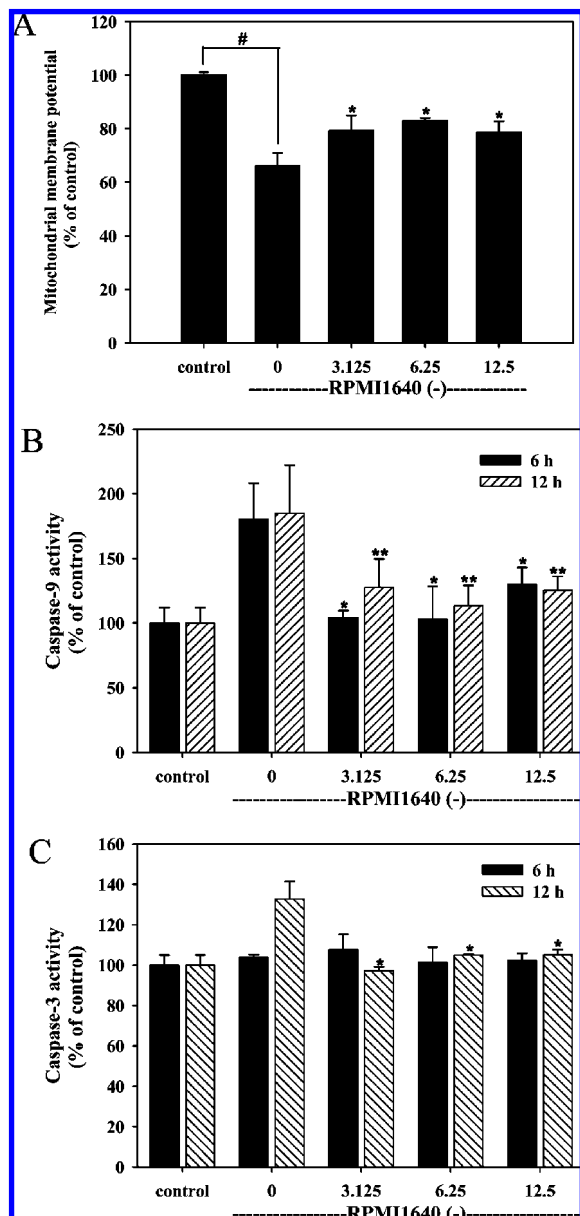 A
120
#
100
* * *
80
60
40
20
0
Mitochondrial membrane potential
(% of control)
control 0 3.125 6.25 12.5
--------------RPMI1640 (-)--------------
B
250
6 h
12 h
200
** ** **
150
* * *
100
50
0
Caspase-9 activity
(% of control)
control 0 3.125 6.25 12.5
------------------RPMI1640 (-)------------------
C
160
6 h
12 h
140
120
* * *
100
80
60
40
20
0
Caspase-3 activity
(% of control)
control 0 3.125 6.25 12.5
------------------RPMI1640 (-)------------------